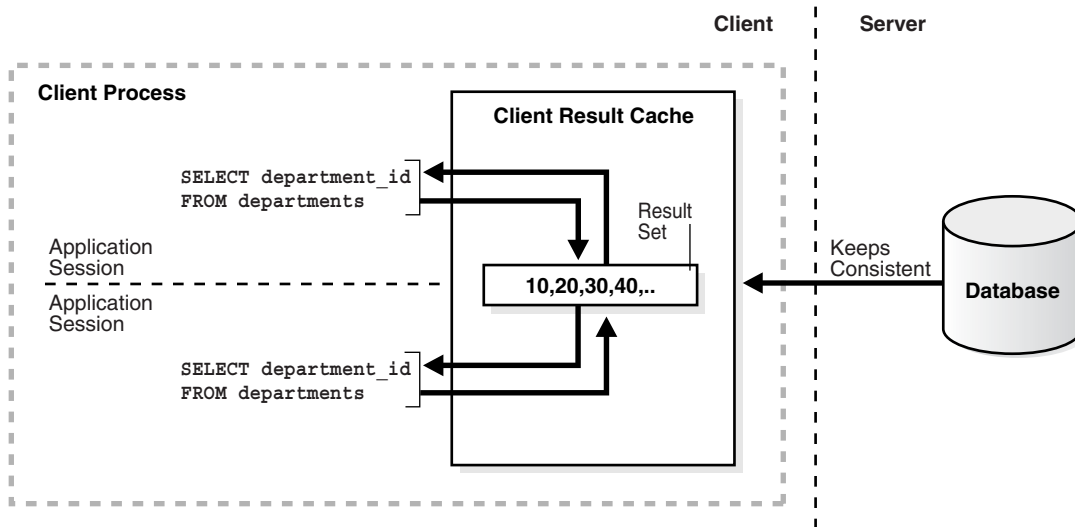 Client
Server
Client Process
Client Result Cache
SELECT department_id
FROM departments
Result
Set
Application
Session
Application
Session
10,20,30,40,..
Keeps
Consistent
Database
SELECT department_id
FROM departments